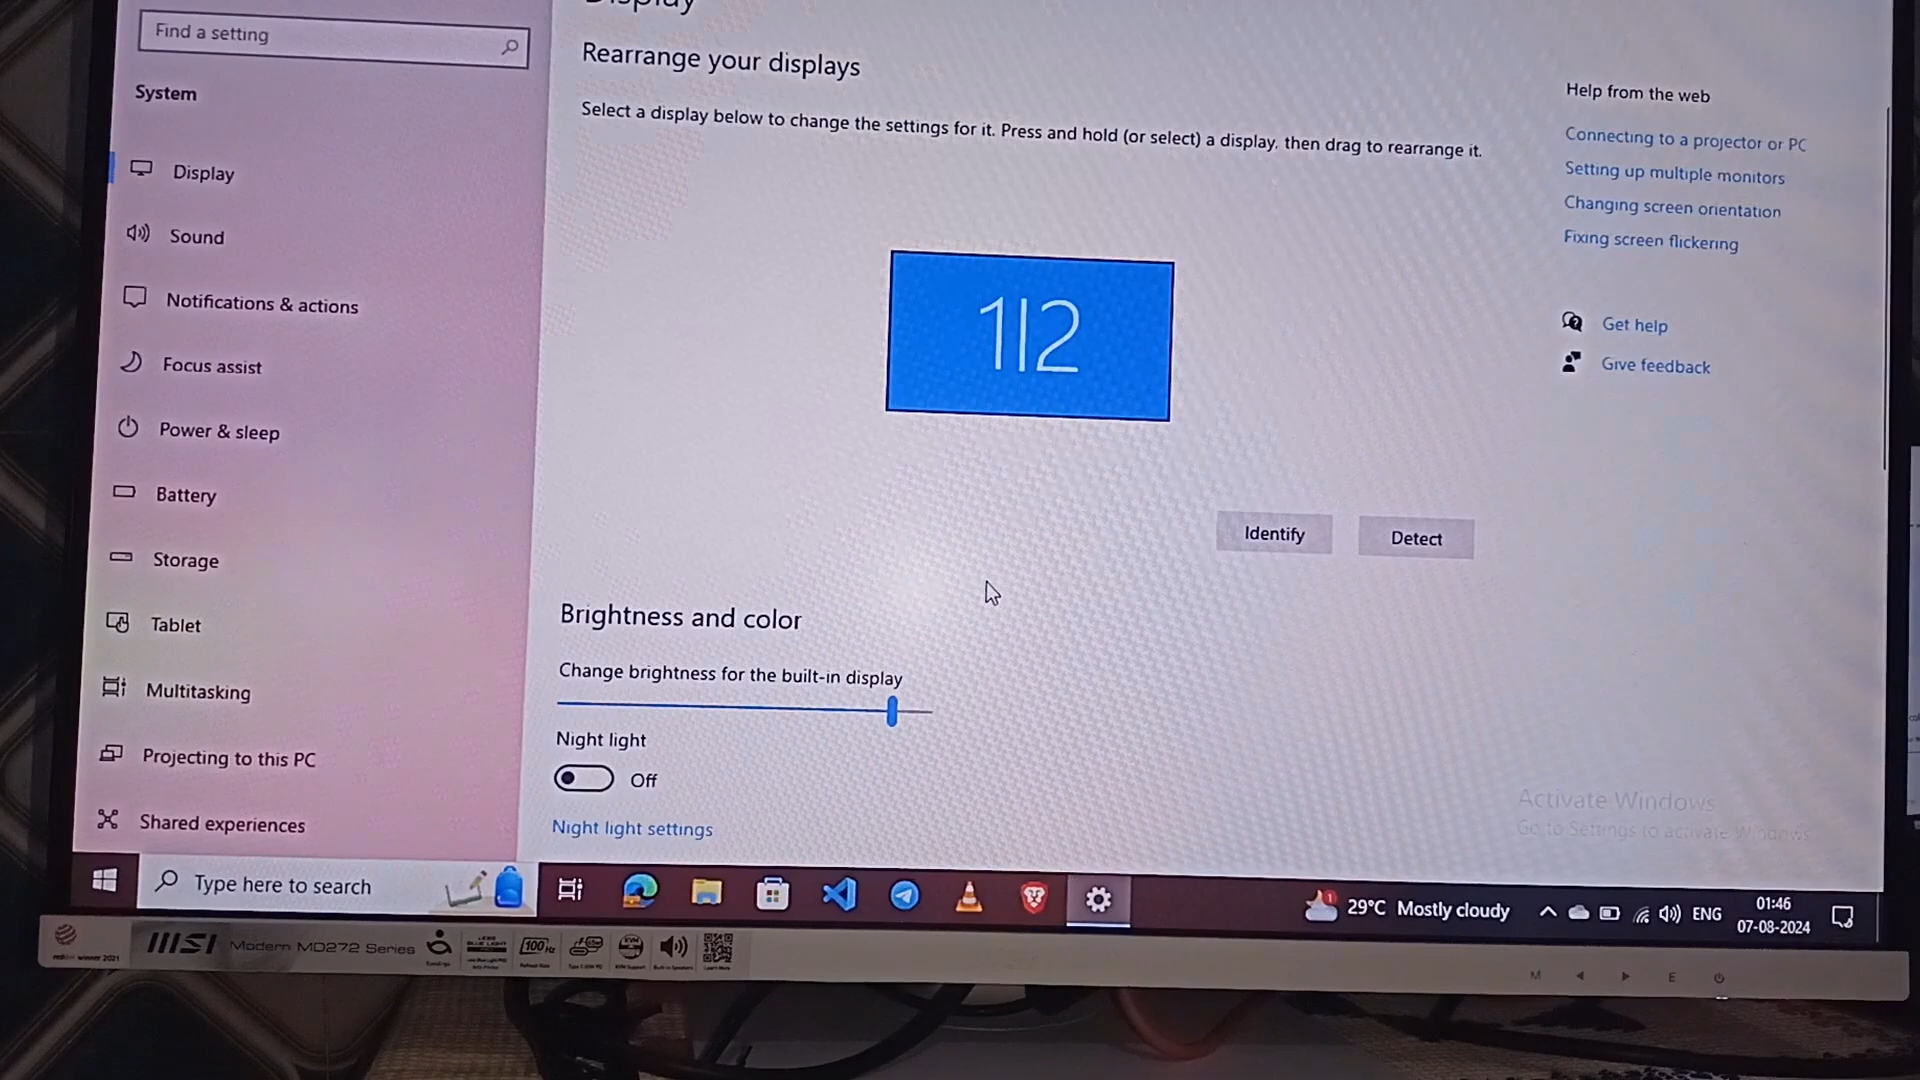 Display
Find a setting
System
Display
Sound
Notifications & actions
Focus assist
Power & sleep
Battery
Storage
Tablet
Multitasking
Projecting to this PC
Shared experiences
Rearrange your displays
Select a display below to change the settings for it. Press and hold (or select) a display, then drag to rearrange it.
1|2
Identify
Detect
Brightness and color
Change brightness for the built-in display
Night light
Off
Night light settings
Help from the web
Connecting to a projector or PC
Setting up multiple monitors
Changing screen orientation
Fixing screen flickering
Get help
Give feedback
Activate Windows
Go to Settings to activate Windows.
Type here to search
1
29°C Mostly cloudy
ENG
01:46
07-08-2024
winner 2021
msi Modern MD272 Series
100Hz
KVM
M
E